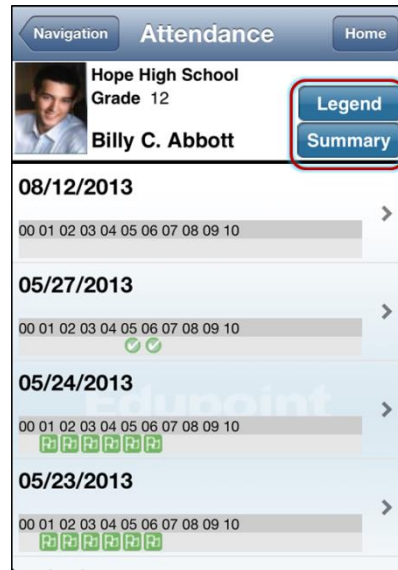 Navigation Attendance Home
Hope High School
Grade 12
Billy C. Abbott
Legend
Summary
08/12/2013
00 01 02 03 04 05 06 07 08 09 10
05/27/2013
00 01 02 03 04 05 06 07 08 09 10
05/24/2013
Edupoint
00 01 02 03 04 05 06 07 08 09 10
05/23/2013
00 01 02 03 04 05 06 07 08 09 10